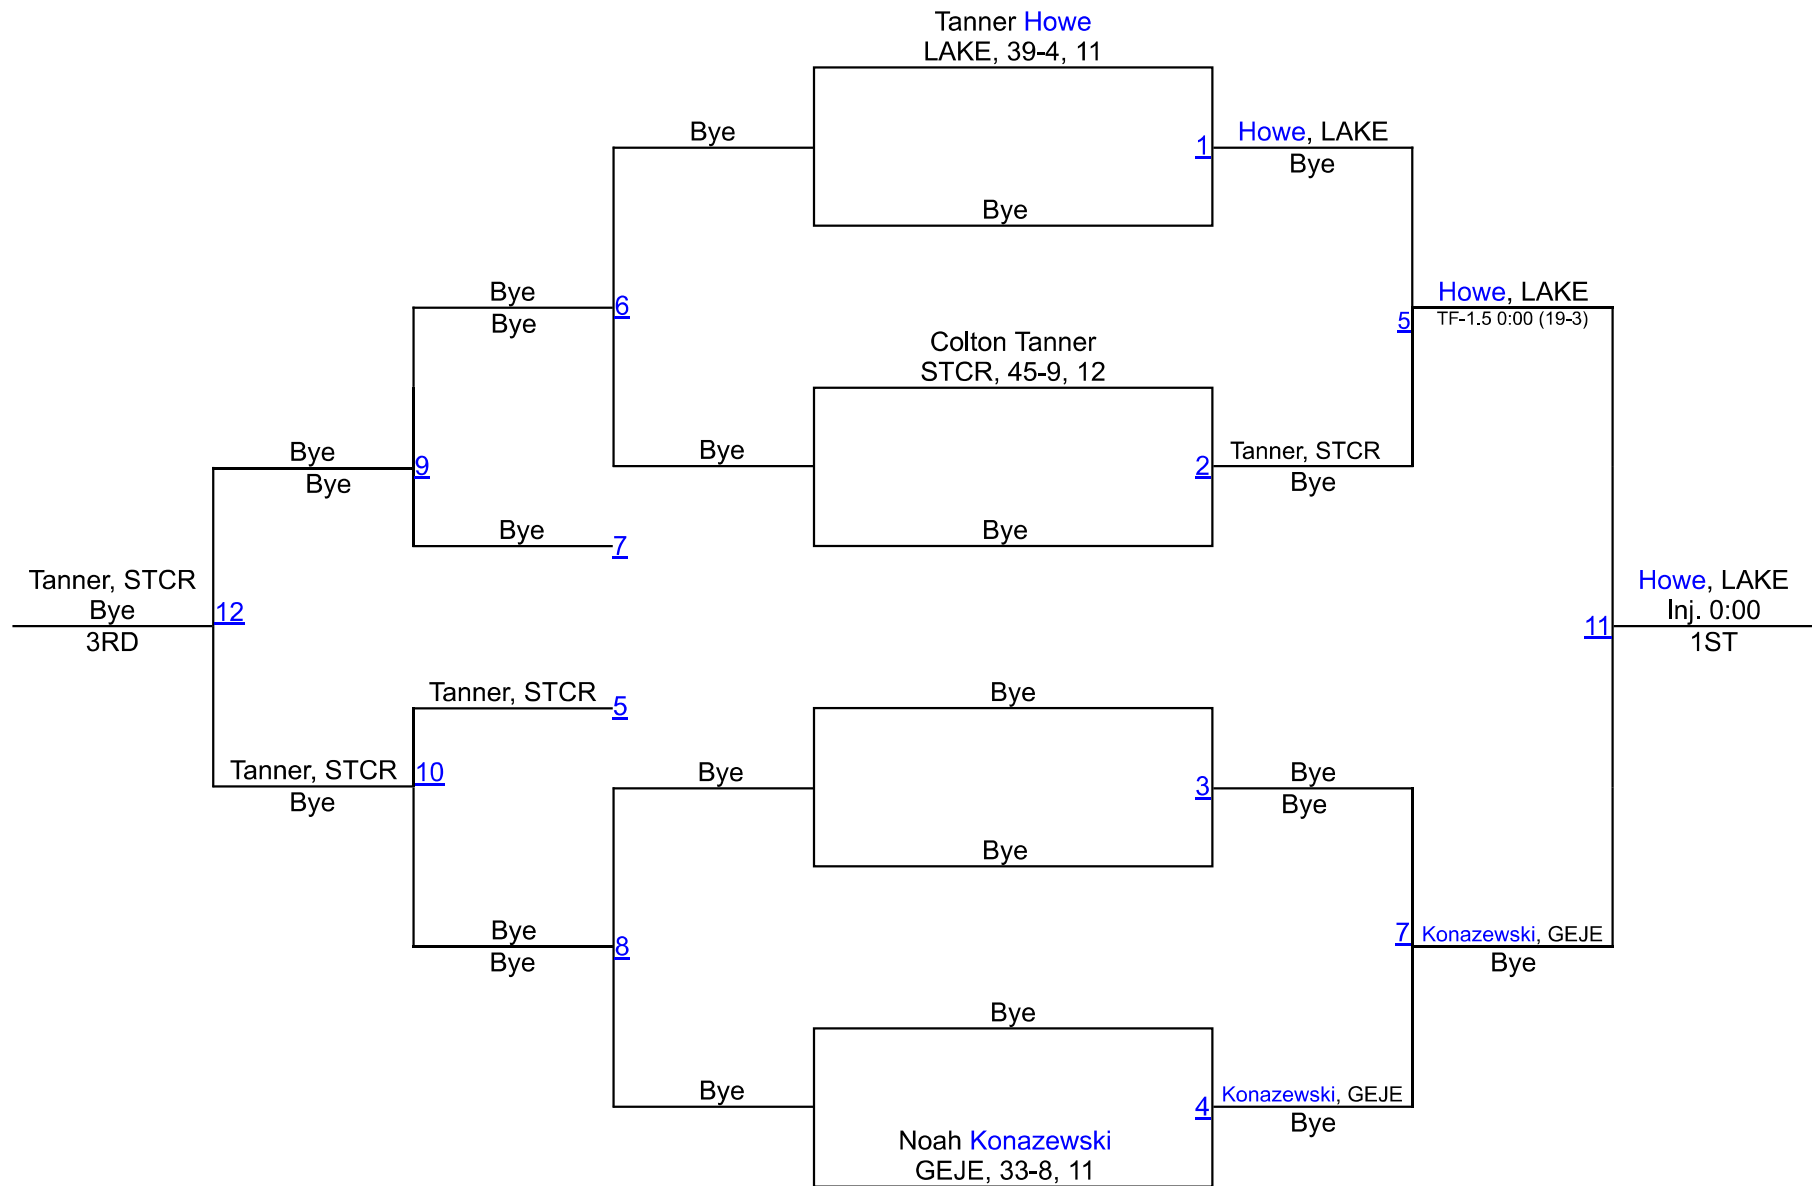 Tanner Howe
LAKE, 39-4, 11
Bye
1
Howe, LAKE
Bye
Bye
Bye
Bye
6
Howe, LAKE
TF-1.5 0:00 (19-3)
5
Colton Tanner
STCR, 45-9, 12
Bye
Bye
9
Bye
2
Tanner, STCR
Bye
Bye
7
Bye
Tanner, STCR
Bye
3RD
12
Howe, LAKE
Inj. 0:00
1ST
11
Tanner, STCR
5
Bye
Tanner, STCR
Bye
10
Bye
3
Bye
Bye
Bye
Bye
Bye
8
7
Konazewski, GEJE
Bye
Bye
Bye
4
Konazewski, GEJE
Bye
Noah Konazewski
GEJE, 33-8, 11